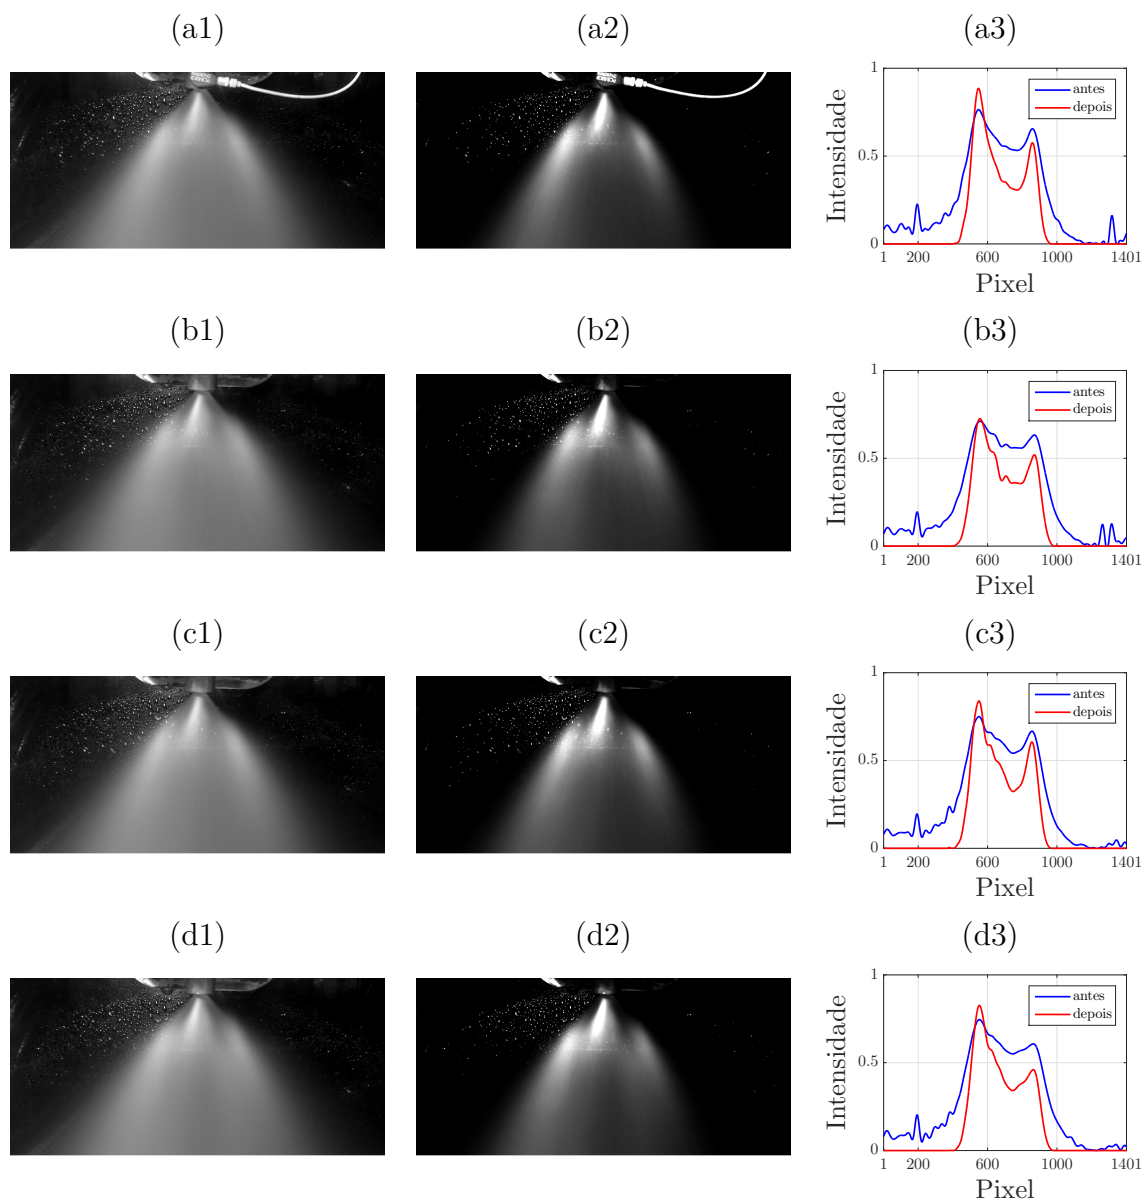 (a1) (a2) (a3)
1
antes
depois
0.5
0
Intensidade
1 200 600 1000 1401
Pixel
(b1) (b2) (b3)
1
antes
depois
0.5
0
Intensidade
1 200 600 1000 1401
Pixel
(c1) (c2) (c3)
1
antes
depois
0.5
0
Intensidade
1 200 600 1000 1401
Pixel
(d1) (d2) (d3)
1
antes
depois
0.5
0
Intensidade
1 200 600 1000 1401
Pixel